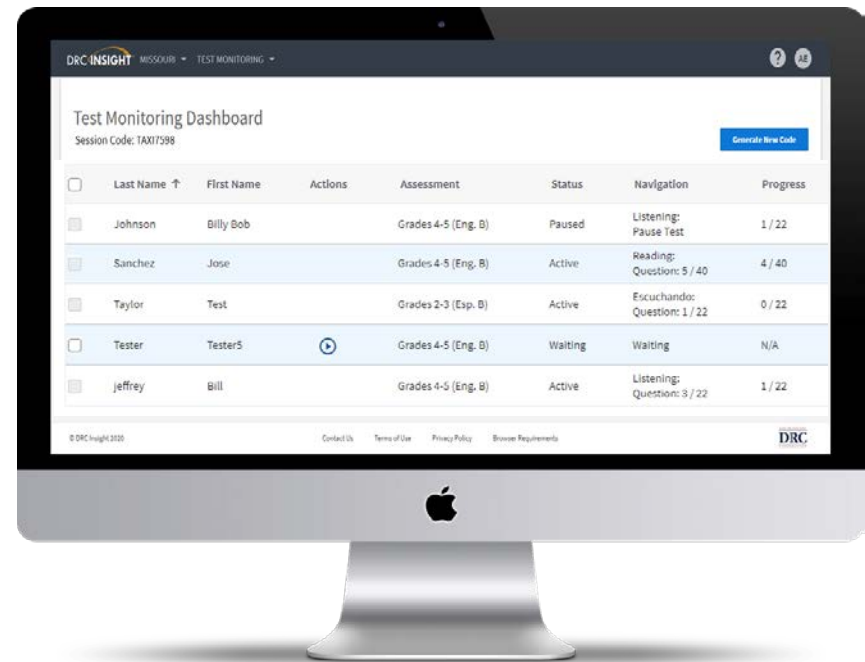 DRC INSIGHT MISSOURI TEST MONITORING ? AE
Test Monitoring Dashboard
Session Code: TAXI7598
Generate New Code
Last Name ↑ First Name Actions Assessment Status Navigation Progress
Johnson Billy Bob Grades 4-5 (Eng. B) Paused Listening: Pause Test 1 / 22
Sanchez Jose Grades 4-5 (Eng. B) Active Reading: Question: 5 / 40 4 / 40
Taylor Test Grades 2-3 (Esp. B) Active Escuchando: Question: 1 / 22 0 / 22
Tester Tester5 Grades 4-5 (Eng. B) Waiting Waiting N/A
jeffrey Bill Grades 4-5 (Eng. B) Active Listening: Question: 3 / 22 1 / 22
© DRC Insight 2020 Contact Us Terms of Use Privacy Policy Browser Requirements DRC